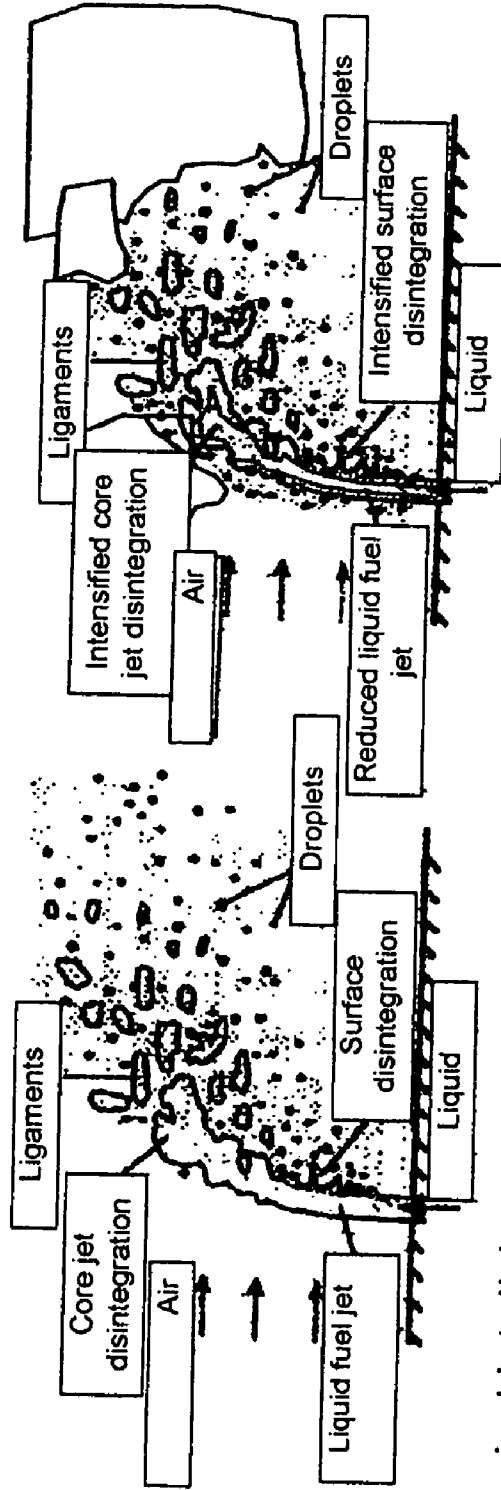 Ligaments
Core jet
disintegration
Air
Liquid fuel jet
Droplets
Surface
disintegration
Liquid
Ligaments
Intensified core
jet disintegration
Air
Reduced liquid fuel
jet
Droplets
Intensified surface
disintegration
Liquid